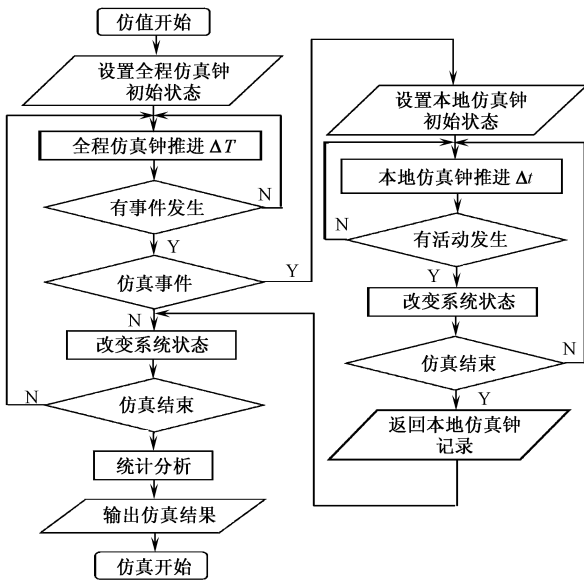 仿值开始
设置全程仿真钟
初始状态
全程仿真钟推进 ΔT
有事件发生
N
Y
仿真事件
Y
N
改变系统状态
仿真结束
N
统计分析
输出仿真结果
仿真开始
设置本地仿真钟
初始状态
本地仿真钟推进 Δt
有活动发生
N
Y
改变系统状态
仿真结束
N
Y
返回本地仿真钟
记录